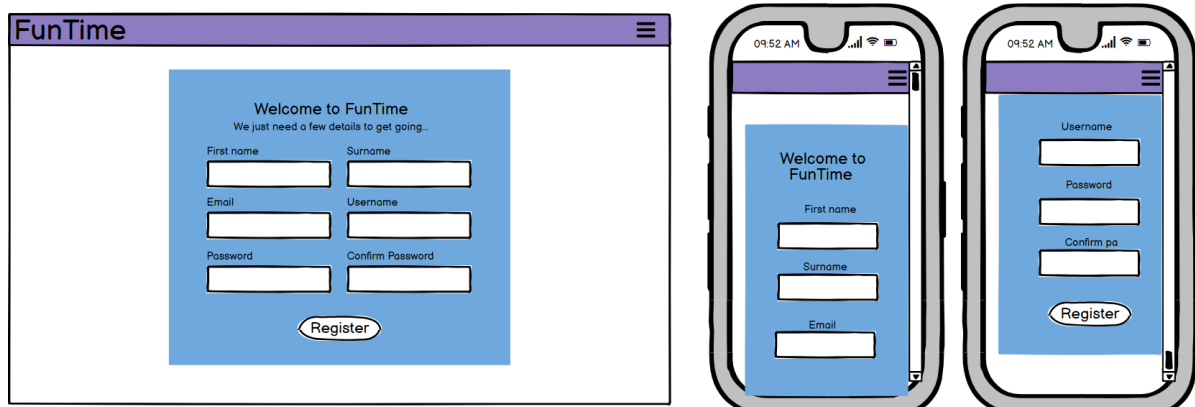 FunTime
Welcome to FunTime
We just need a few details to get going...
First name
Surname
Email
Username
Password
Confirm Password
Register
09:52 AM
Welcome to
FunTime
First name
Surname
Email
09:52 AM
Username
Password
Confirm pa
Register